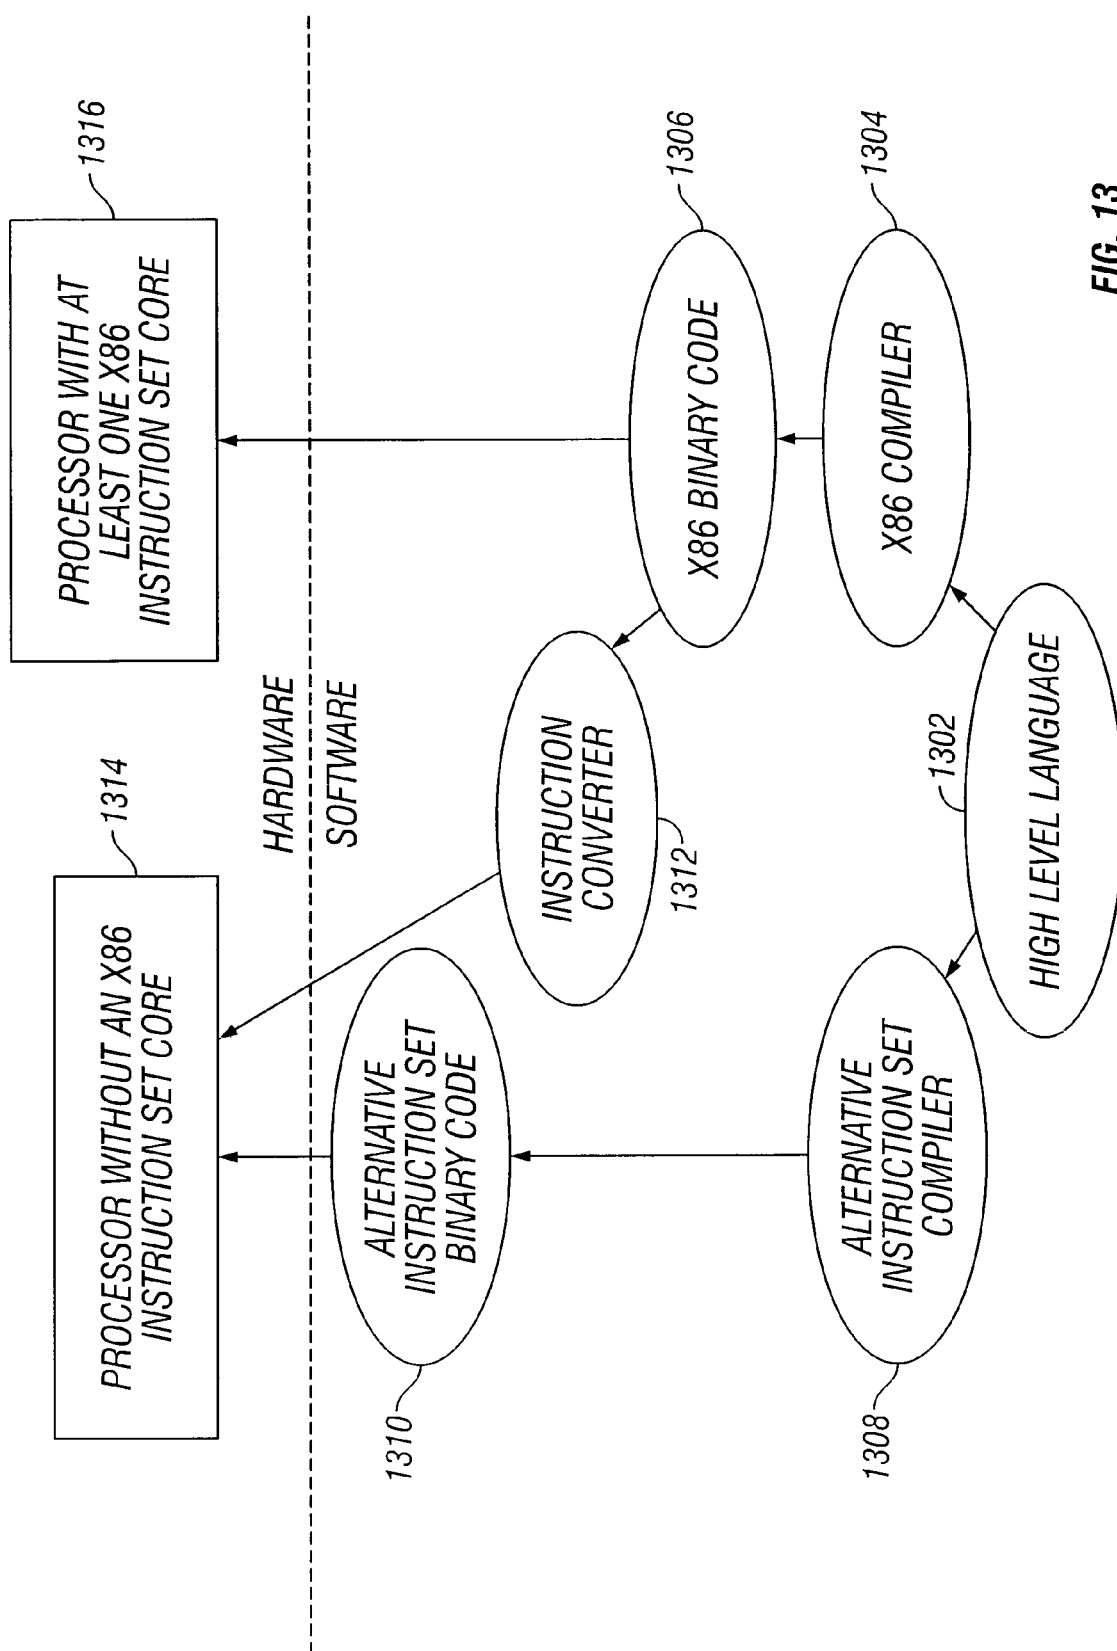 PROCESSOR WITHOUT AN X86
INSTRUCTION SET CORE
1314
PROCESSOR WITH AT
LEAST ONE X86
INSTRUCTION SET CORE
1316
HARDWARE
SOFTWARE
1310
ALTERNATIVE
INSTRUCTION SET
BINARY CODE
INSTRUCTION
CONVERTER
1312
X86 BINARY CODE
1306
1308
ALTERNATIVE
INSTRUCTION SET
COMPILER
X86 COMPILER
1304
1302
HIGH LEVEL LANGUAGE
FIG. 13